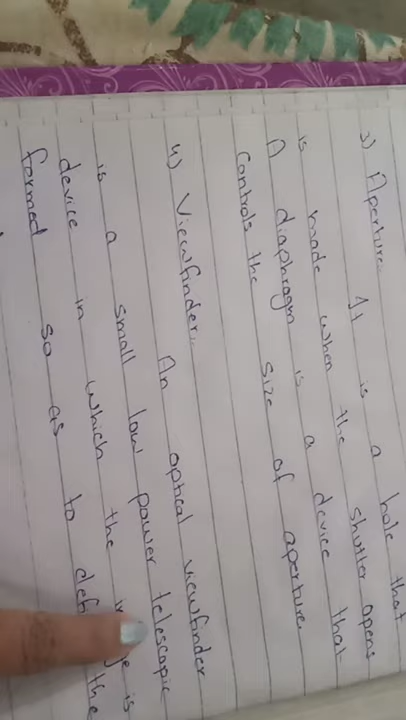 3) Aperture. It is a hole that
is made when the shutter opens
A diaphragm is a device that
controls the size of aperture.
4) Viewfinder. An optical viewfinder
is a small low power telescopic
device in which the is
formed so as to the